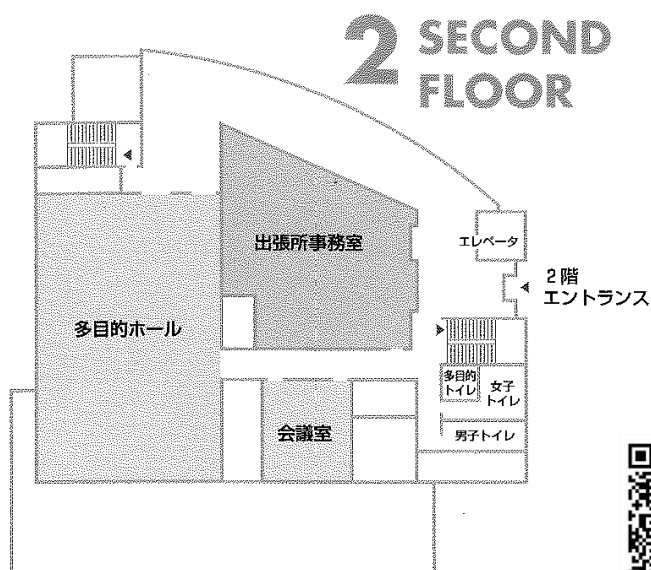 2 SECOND
FLOOR
出張所事務室
エレベータ
2階
エントランス
多目的ホール
多目的
トイレ
女子
トイレ
会議室
男子トイレ